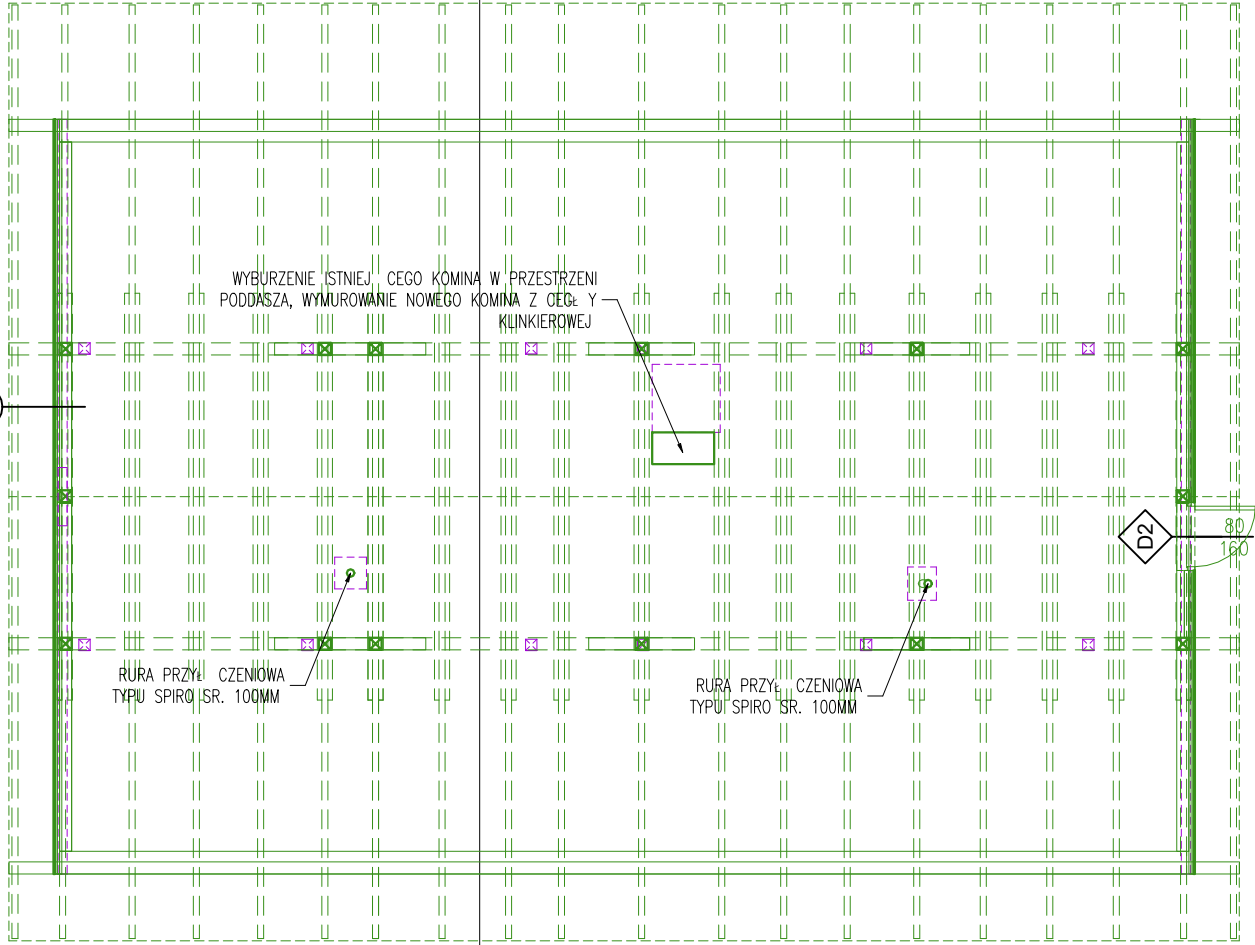 WYBURZENIE ISTNIEJ CEGO KOMINA W PRZESTRZENI
PODDASZA, WYMUROWANIE NOWEGO KOMINA Z CEGŁ Y
KLINKIEROWEJ
D2
80
160
RURA PRZYŁ CZENIOWA
TYPU SPIRO SR. 100MM
RURA PRZYŁ CZENIOWA
TYPU SPIRO SR. 100MM